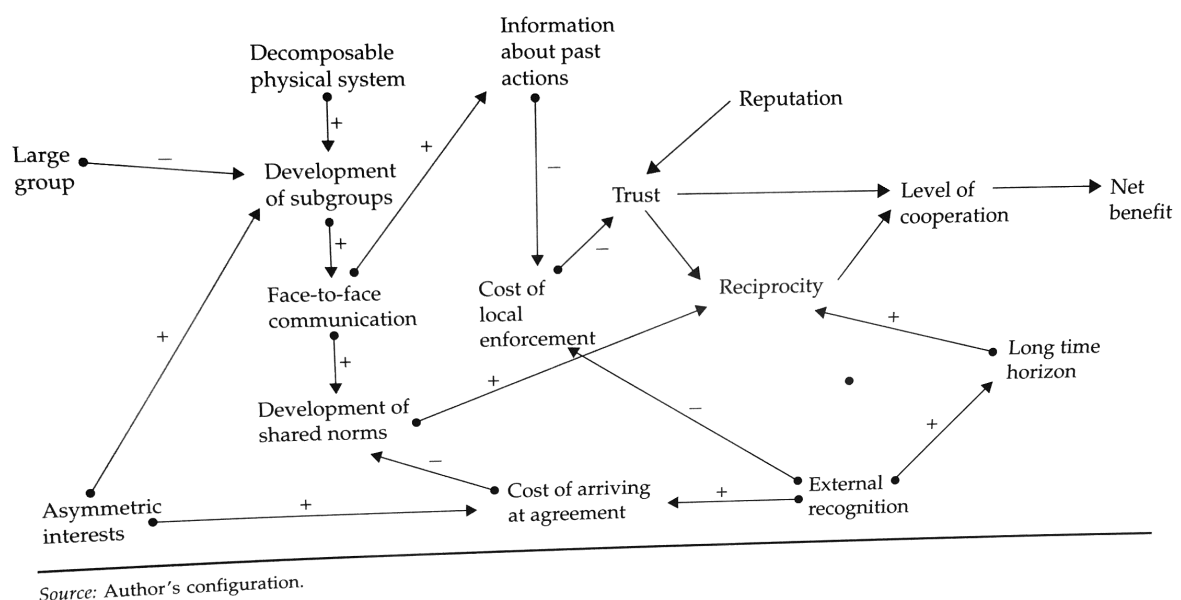 Information
about past
actions
Decomposable
physical system
+
Reputation
+
Large
group
−
Development
of subgroups
−
Trust
Level of
cooperation
Net
benefit
+
−
Face-to-face
communication
Cost of
local
enforcement
Reciprocity
+
+
+
Long time
horizon
+
Development of
shared norms
−
+
−
Asymmetric
interests
+
Cost of arriving
at agreement
+
External
recognition
Source: Author's configuration.